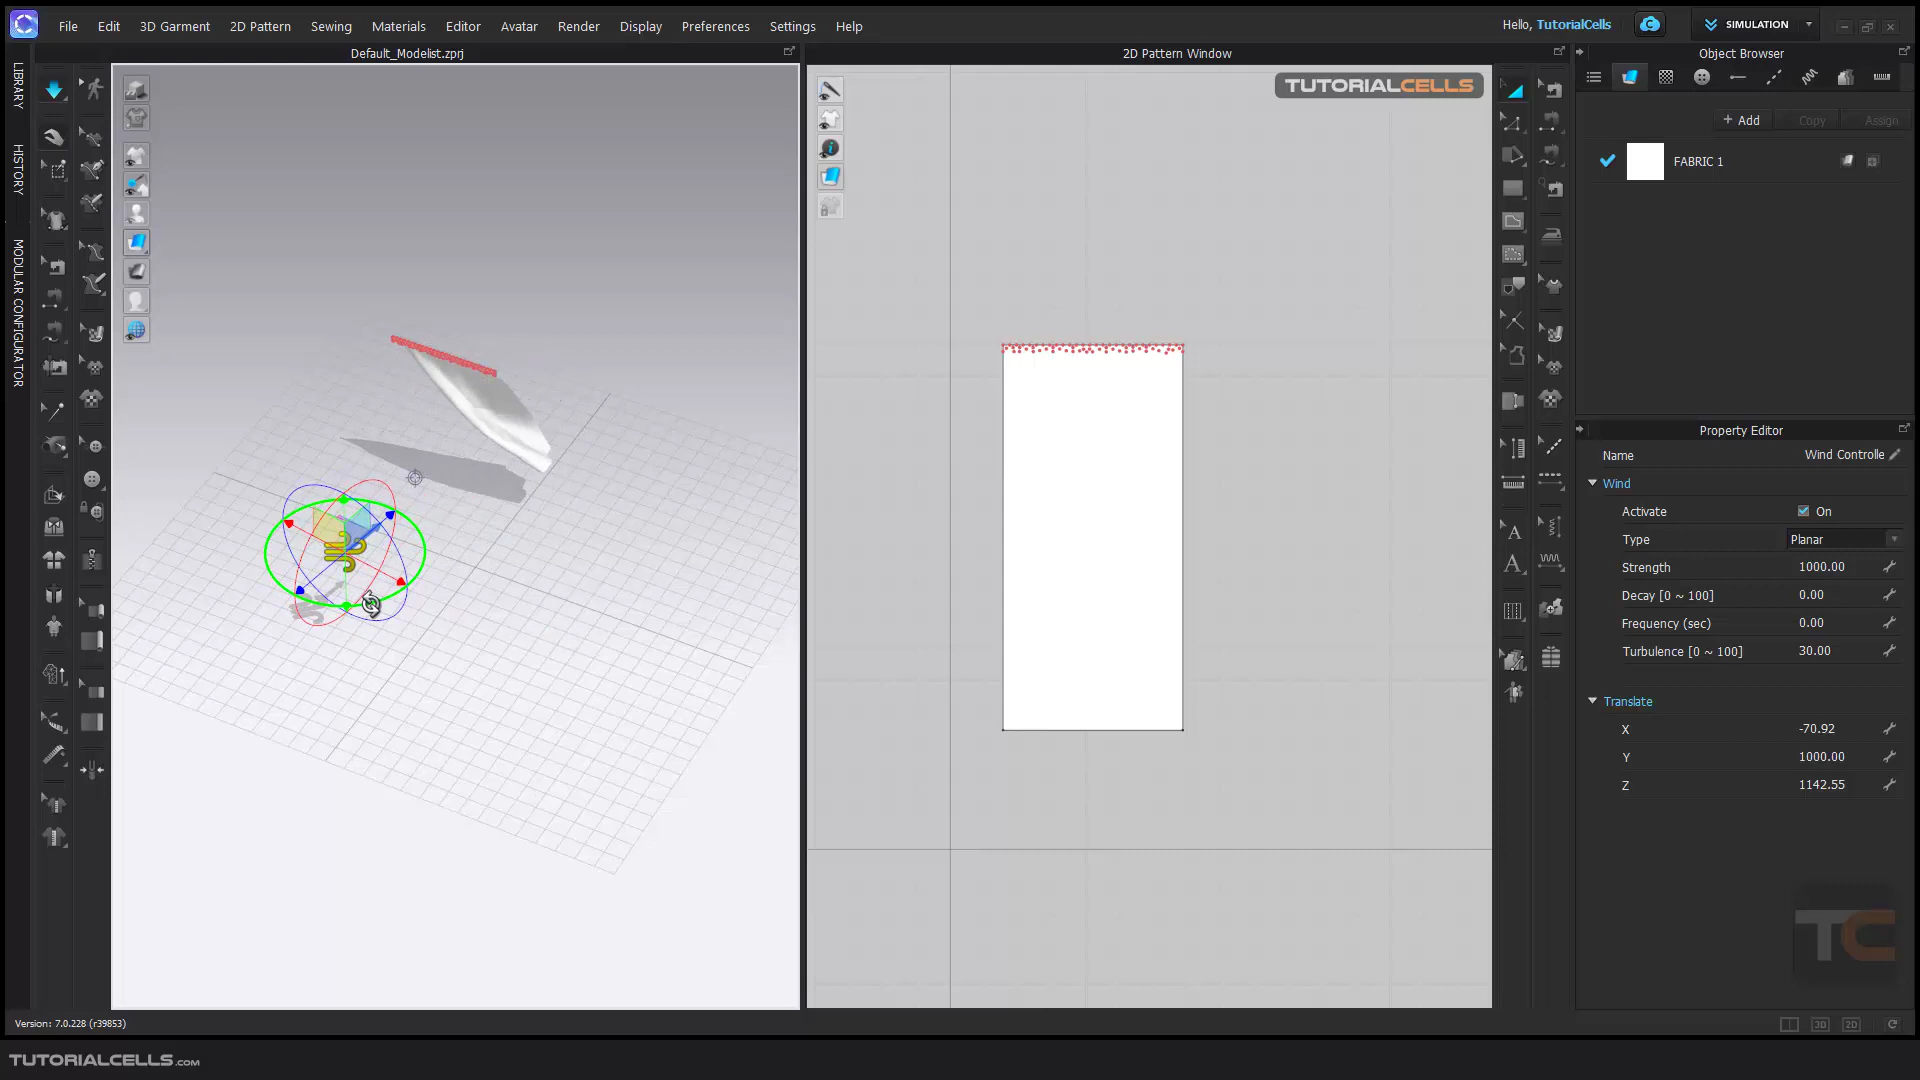 File Edit 3D Garment 2D Pattern Sewing Materials Editor Avatar Render Display Preferences Settings Help
Hello, TutorialCells
SIMULATION
Default_Modelist.zprj
2D Pattern Window
Object Browser
LIBRARY
HISTORY
MODULAR CONFIGURATOR
TUTORIALCELLS
+ Add Copy Assign
FABRIC 1
Property Editor
Name Wind Controlle
Wind
Activate On
Type Planar
Strength 1000.00
Decay [0 ~ 100] 0.00
Frequency (sec) 0.00
Turbulence [0 ~ 100] 30.00
Translate
X -70.92
Y 1000.00
Z 1142.55
TC
Version: 7.0.228 (r39853)
3D 2D
TUTORIALCELLS.com